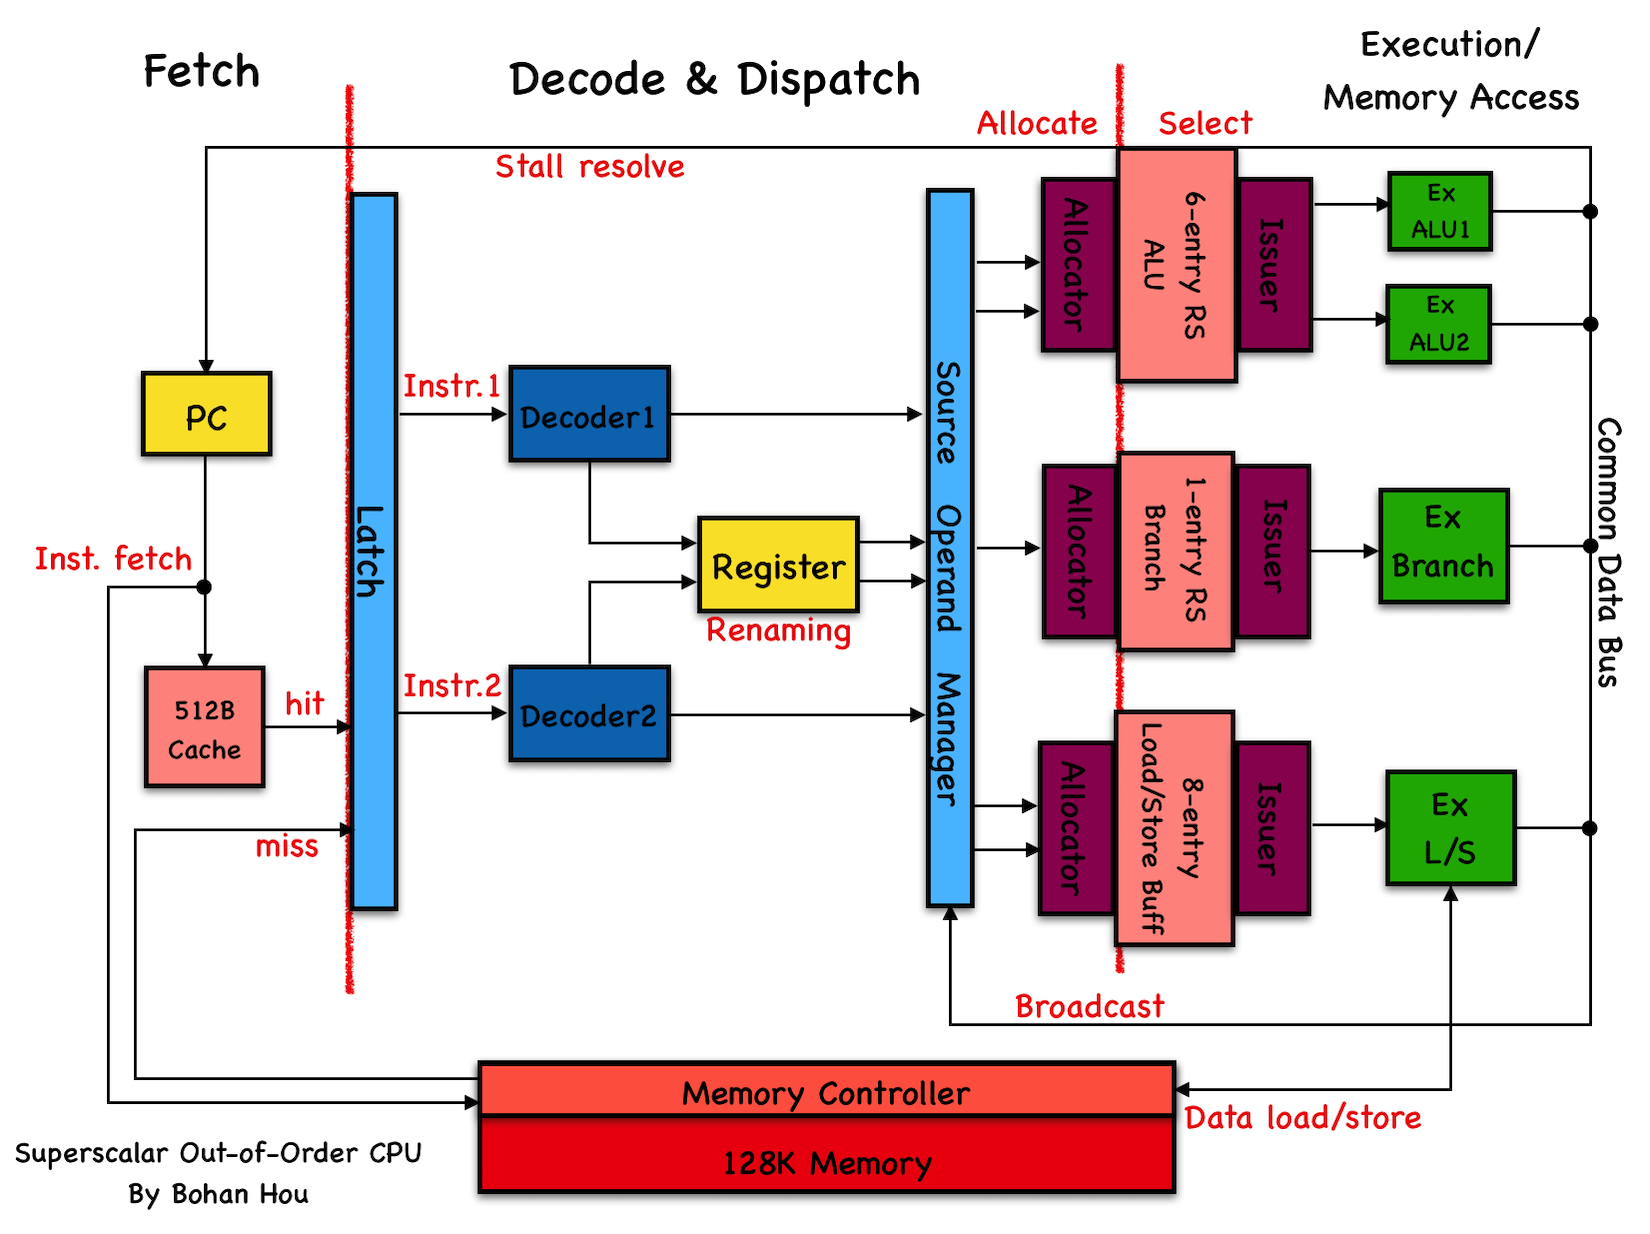 Fetch
Decode & Dispatch
Execution/
Memory Access
Allocate
Select
Stall resolve
Allocator
6-entry RS
ALU
Issuer
Ex
ALU1
Ex
ALU2
PC
Instr.1
Decoder1
Source Operand Manager
Common Data Bus
Latch
Inst. fetch
Register
Renaming
Allocator
1-entry RS
Branch
Issuer
Ex
Branch
512B
Cache
hit
Instr.2
Decoder2
miss
Allocator
8-entry
Load/Store Buff
Issuer
Ex
L/S
Broadcast
Memory Controller
Data load/store
128K Memory
Superscalar Out-of-Order CPU
By Bohan Hou